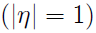 (|η| = 1)